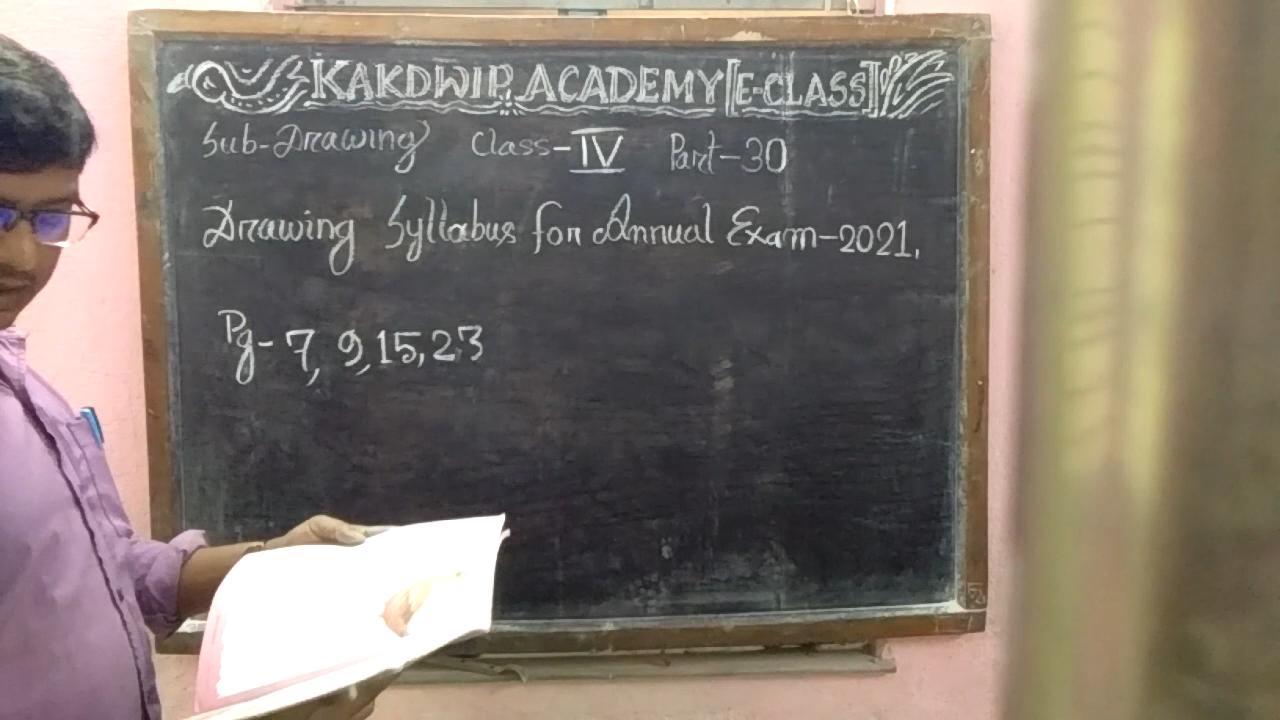 KAKDWIP ACADEMY [E-CLASS]
Sub-Drawing Class-IV Part-30
Drawing Syllabus for Annual Exam-2021.
Pg- 7, 9, 15, 23